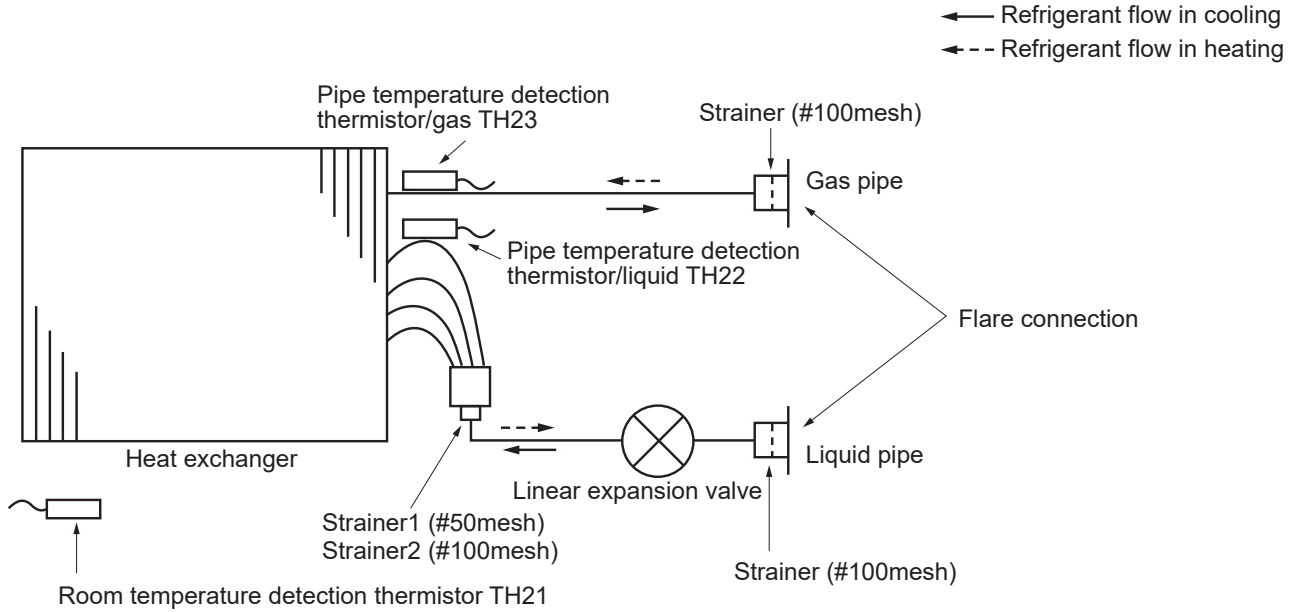 Refrigerant flow in cooling
Refrigerant flow in heating
Pipe temperature detection
thermistor/gas TH23
Strainer (#100mesh)
Gas pipe
Pipe temperature detection
thermistor/liquid TH22
Flare connection
Heat exchanger
Liquid pipe
Linear expansion valve
Strainer1 (#50mesh)
Strainer2 (#100mesh)
Strainer (#100mesh)
Room temperature detection thermistor TH21